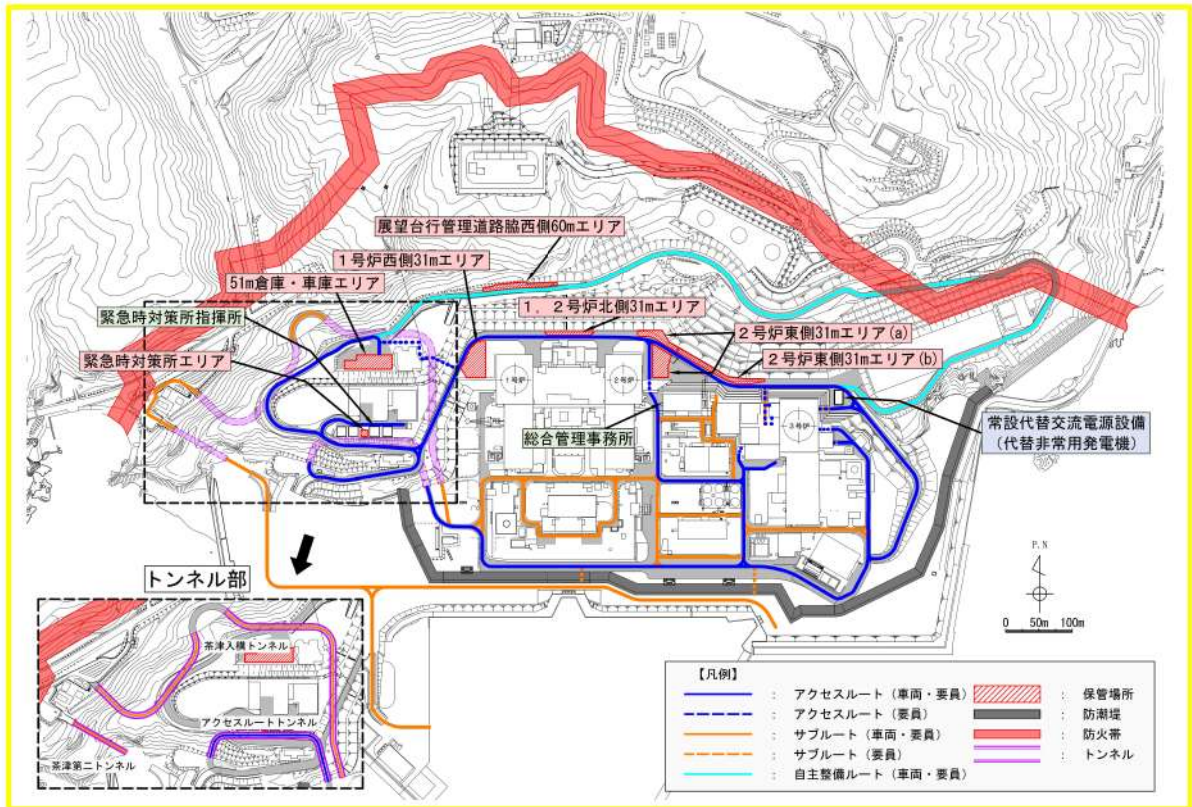 展望台行管理道路脇西側60mエリア
1号炉西側31mエリア
51m倉庫・車庫エリア
1,2号炉北側31mエリア
緊急時対策所指揮所
2号炉東側31mエリア(a)
緊急時対策所エリア
2号炉東側31mエリア(b)
1号炉
2号炉
3号炉
総合管理事務所
常設代替交流電源設備
(代替非常用発電機)
トンネル部
P.N
0 50m 100m
茶津入構トンネル
アクセスルートトンネル
茶津第二トンネル
【凡例】
: アクセスルート(車両・要員)
: アクセスルート(要員)
: サブルート(車両・要員)
: サブルート(要員)
: 自主整備ルート(車両・要員)
: 保管場所
: 防潮堤
: 防火帯
: トンネル